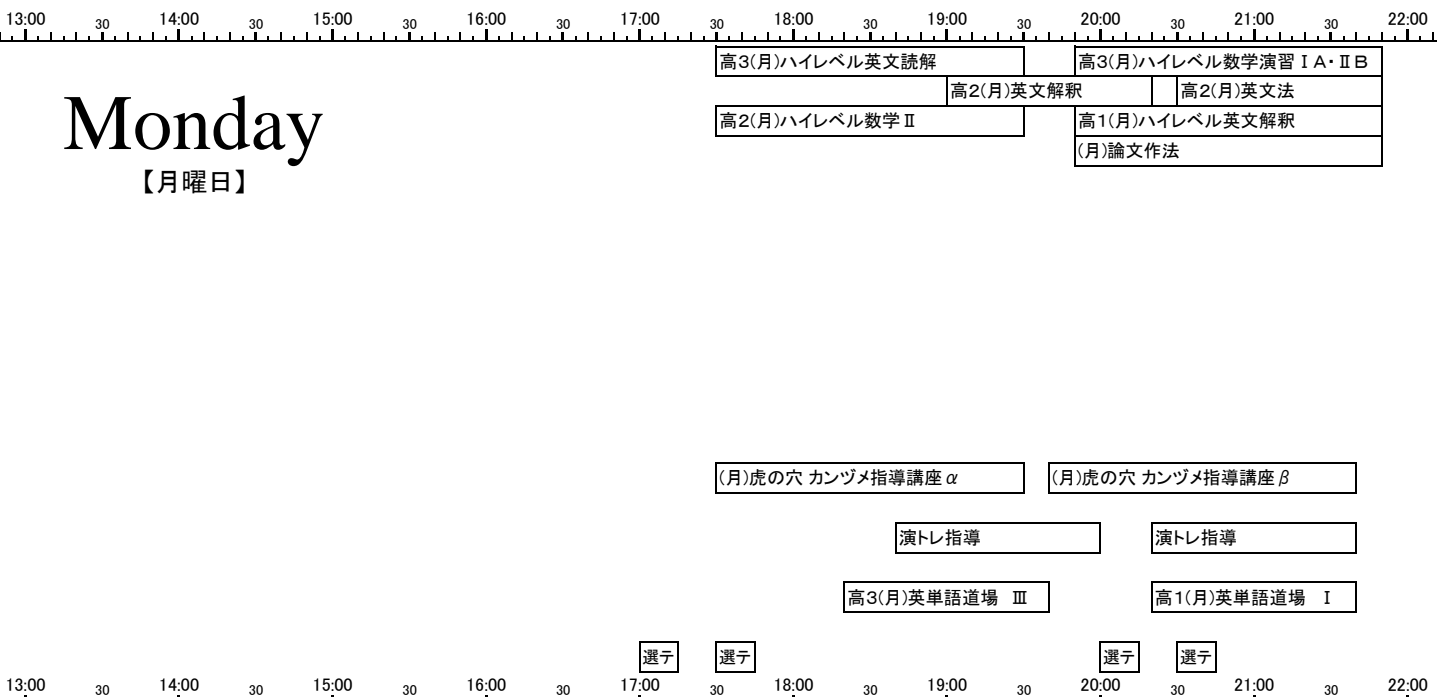 13:00 30 14:00 30 15:00 30 16:00 30 17:00 30 18:00 30 19:00 30 20:00 30 21:00 30 22:00
高3(月)ハイレベル英文読解 高3(月)ハイレベル数学演習ⅠA・ⅡB
高2(月)英文解釈 高2(月)英文法
Monday
高2(月)ハイレベル数学Ⅱ 高1(月)ハイレベル英文解釈
(月)論文作法
【月曜日】
(月)虎の穴 カンヅメ指導講座α (月)虎の穴 カンヅメ指導講座β
演トレ指導 演トレ指導
高3(月)英単語道場 Ⅲ 高1(月)英単語道場 Ⅰ
選テ 選テ 選テ 選テ
13:00 30 14:00 30 15:00 30 16:00 30 17:00 30 18:00 30 19:00 30 20:00 30 21:00 30 22:00